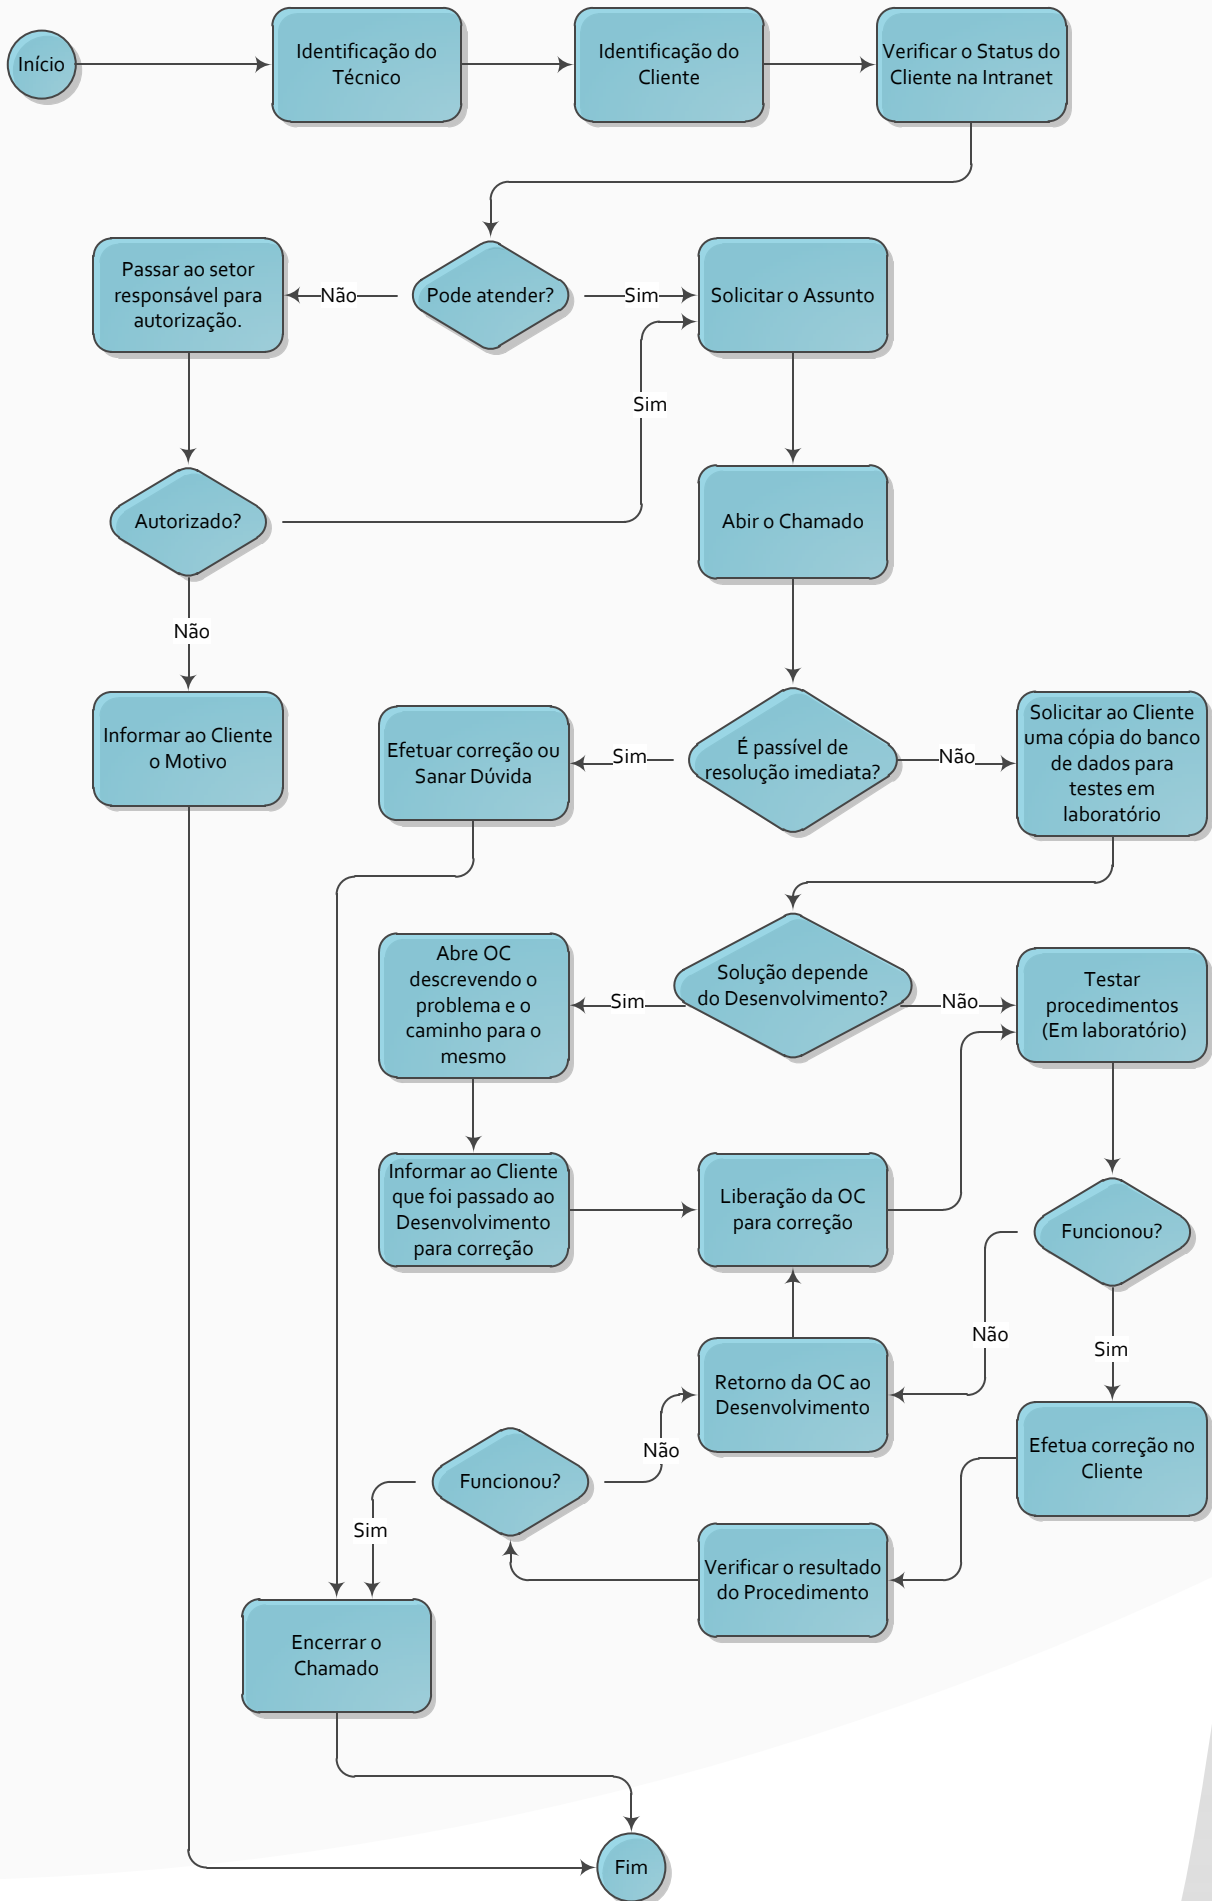 Início
Identificação do
Técnico
Identificação do
Cliente
Verificar o Status do
Cliente na Intranet
Passar ao setor
responsável para
autorização.
Não
Pode atender?
Sim
Solicitar o Assunto
Sim
Autorizado?
Abir o Chamado
Não
Informar ao Cliente
o Motivo
Efetuar correção ou
Sanar Dúvida
Sim
É passível de
resolução imediata?
Não
Solicitar ao Cliente
uma cópia do banco
de dados para
testes em
laboratório
Abre OC
descrevendo o
problema e o
caminho para o
mesmo
Sim
Solução depende
do Desenvolvimento?
Não
Testar
procedimentos
(Em laboratório)
Informar ao Cliente
que foi passado ao
Desenvolvimento
para correção
Liberação da OC
para correção
Funcionou?
Não
Sim
Retorno da OC ao
Desenvolvimento
Não
Efetua correção no
Cliente
Funcionou?
Sim
Verificar o resultado
do Procedimento
Encerrar o
Chamado
Fim